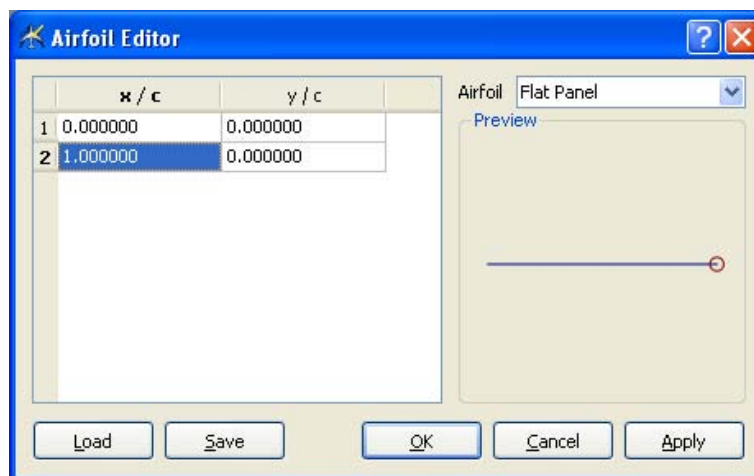 Airfoil Editor
x / c y / c
1 0.000000 0.000000
2 1.000000 0.000000
Airfoil Flat Panel
Preview
Load Save OK Cancel Apply